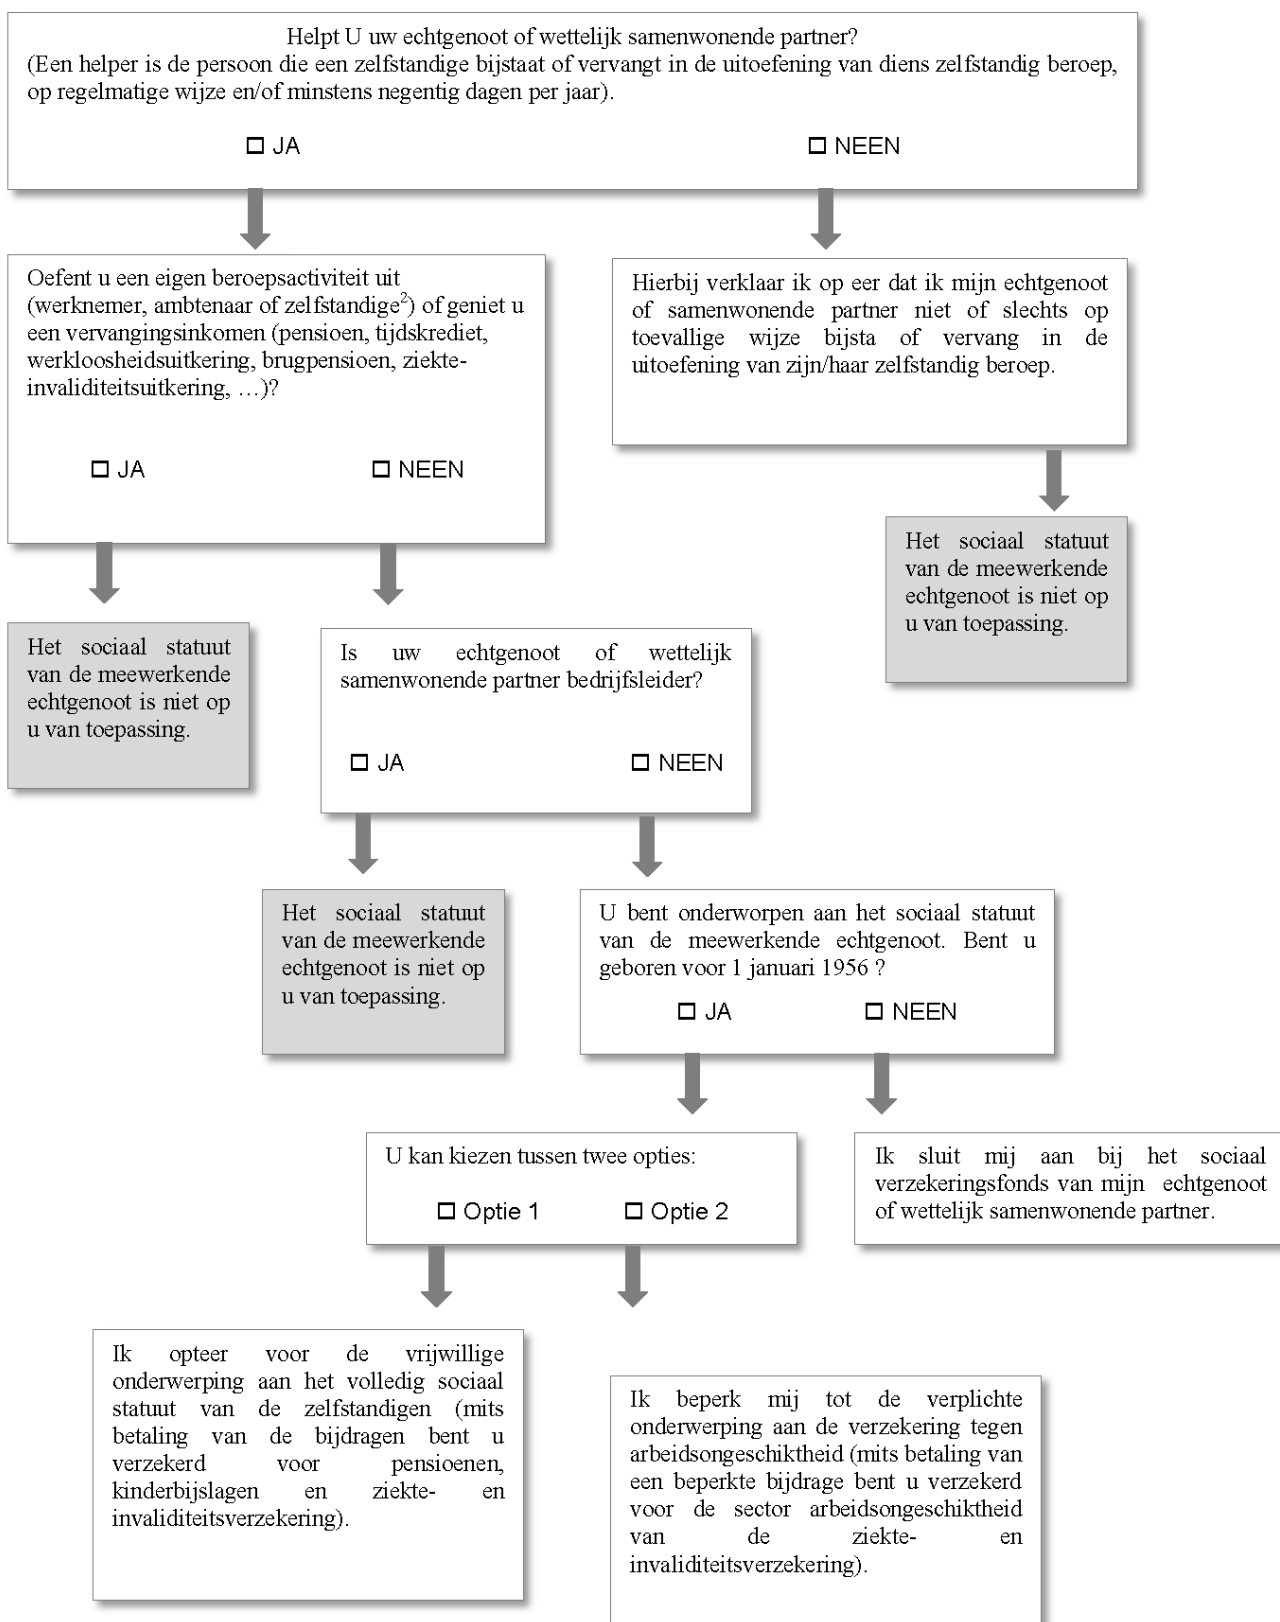 Helpt U uw echtgenoot of wettelijk samenwonende partner?
(Een helper is de persoon die een zelfstandige bijstaat of vervangt in de uitoefening van diens zelfstandig beroep,
op regelmatige wijze en/of minstens negentig dagen per jaar).
☐ JA ☐ NEEN
Oefent u een eigen beroepsactiviteit uit
(werknemer, ambtenaar of zelfstandige²) of geniet u
een vervangingsinkomen (pensioen, tijdskrediet,
werkloosheidsuitkering, brugpensioen, ziekte-
invaliditeitsuitkering, …)?
☐ JA ☐ NEEN
Hierbij verklaar ik op eer dat ik mijn echtgenoot
of samenwonende partner niet of slechts op
toevallige wijze bijsta of vervang in de
uitoefening van zijn/haar zelfstandig beroep.
Het sociaal statuut
van de meewerkende
echtgenoot is niet op
u van toepassing.
Het sociaal statuut
van de meewerkende
echtgenoot is niet op
u van toepassing.
Is uw echtgenoot of wettelijk
samenwonende partner bedrijfsleider?
☐ JA ☐ NEEN
Het sociaal statuut
van de meewerkende
echtgenoot is niet op
u van toepassing.
U bent onderworpen aan het sociaal statuut
van de meewerkende echtgenoot. Bent u
geboren voor 1 januari 1956 ?
☐ JA ☐ NEEN
U kan kiezen tussen twee opties:
☐ Optie 1 ☐ Optie 2
Ik sluit mij aan bij het sociaal
verzekeringsfonds van mijn echtgenoot
of wettelijk samenwonende partner.
Ik opteer voor de vrijwillige
onderwerping aan het volledig sociaal
statuut van de zelfstandigen (mits
betaling van de bijdragen bent u
verzekerd voor pensioenen,
kinderbijslagen en ziekte- en
invaliditeitsverzekering).
Ik beperk mij tot de verplichte
onderwerping aan de verzekering tegen
arbeidsongeschiktheid (mits betaling van
een beperkte bijdrage bent u verzekerd
voor de sector arbeidsongeschiktheid
van de ziekte- en
invaliditeitsverzekering).